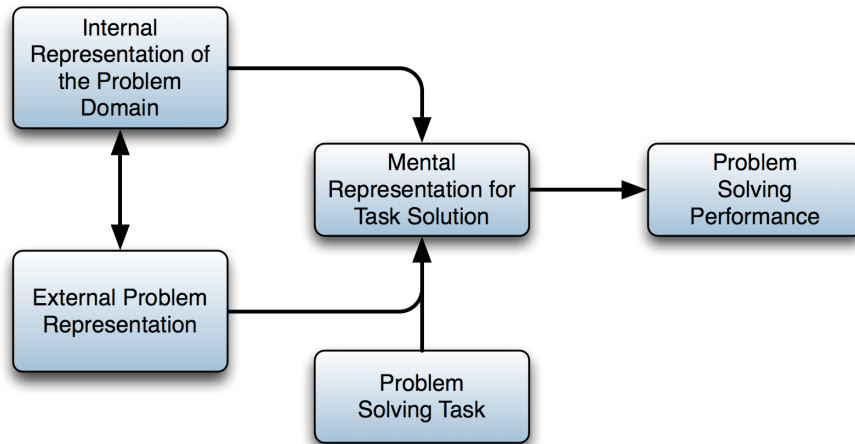 Internal
Representation of
the Problem
Domain
Mental
Representation for
Task Solution
Problem
Solving
Performance
External Problem
Representation
Problem
Solving Task